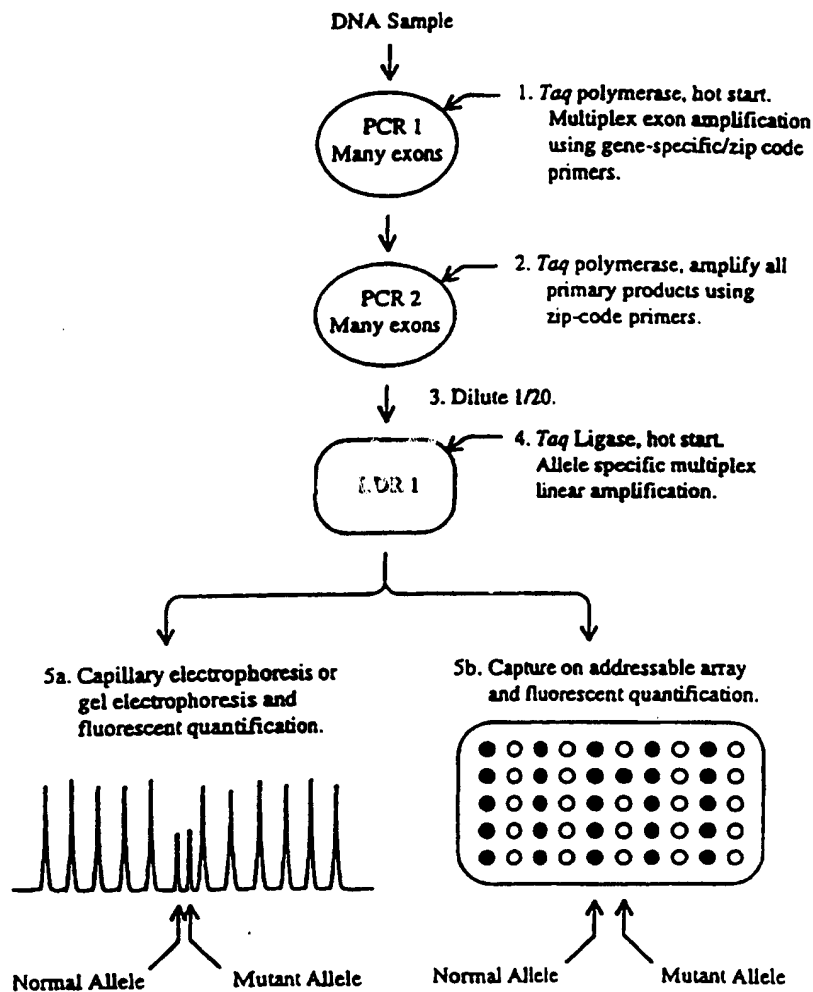 DNA Sample
PCR 1
Many exons
1. Taq polymerase, hot start.
Multiplex exon amplification
using gene-specific/zip code
primers.
PCR 2
Many exons
2. Taq polymerase, amplify all
primary products using
zip-code primers.
3. Dilute 1/20.
LDR 1
4. Taq Ligase, hot start.
Allele specific multiplex
linear amplification.
5a. Capillary electrophoresis or
gel electrophoresis and
fluorescent quantification.
5b. Capture on addressable array
and fluorescent quantification.
Normal Allele
Mutant Allele
Normal Allele
Mutant Allele